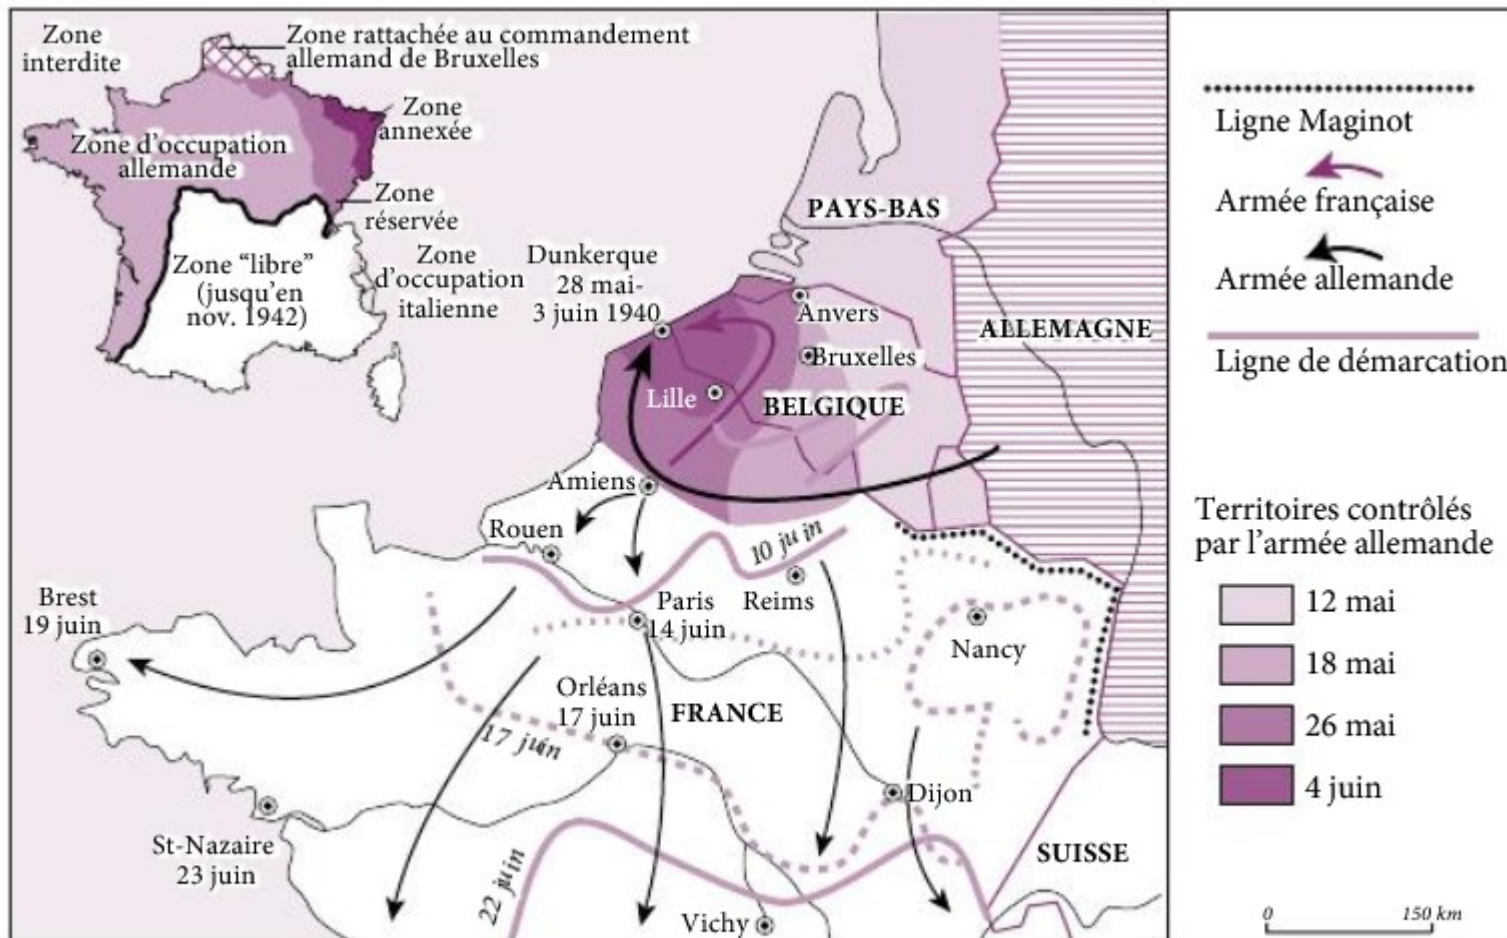 Zone
interdite
Zone rattachée au commandement
allemand de Bruxelles
Zone
annexée
Zone d'occupation
allemande
Zone
réservée
Zone "libre"
(jusqu'en
nov. 1942)
Zone
d'occupation
italienne
Dunkerque
28 mai-
3 juin 1940
PAYS-BAS
Anvers
Bruxelles
ALLEMAGNE
Lille
BELGIQUE
Amiens
Rouen
10 juin
Reims
Paris
14 juin
Nancy
Brest
19 juin
Orléans
17 juin
FRANCE
17 juin
Dijon
St-Nazaire
23 juin
22 juin
Vichy
SUISSE
Ligne Maginot
Armée française
Armée allemande
Ligne de démarcation
Territoires contrôlés
par l'armée allemande
12 mai
18 mai
26 mai
4 juin
0 150 km